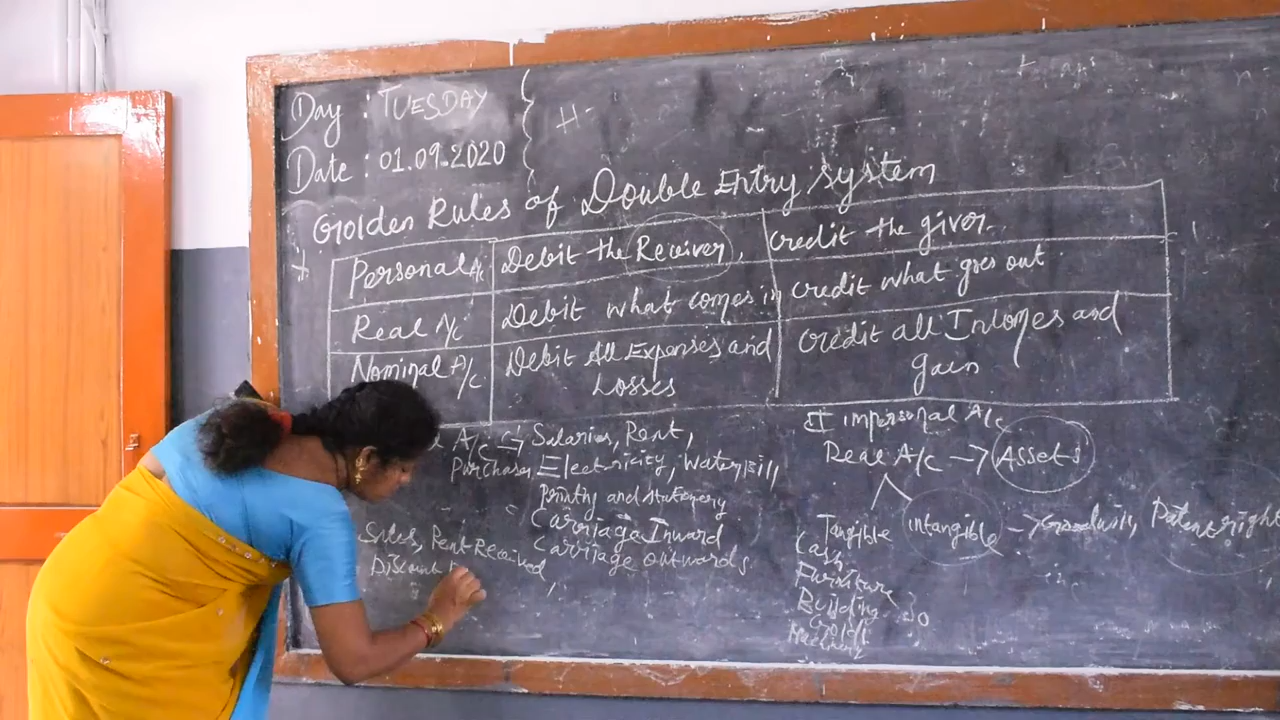 Day : TUESDAY
Date : 01.09.2020
H-
Golden Rules of Double Entry System
Personal A/c Debit the Receiver, Credit the giver.
Real A/c Debit what comes in Credit what goes out
Nominal A/c Debit All Expenses and Losses Credit all Incomes and gain
A/c → Salaries, Rent,
Purchases, Electricity, Water Bill,
Printing and stationery
Carriage Inward
Carriage outwards
Sales, Rent Received,
Discount
II impersonal A/c
Real A/c → Assets
Tangible intangible → Goodwill, Patent right
Cash,
Furniture
Building
Gold
Machinery